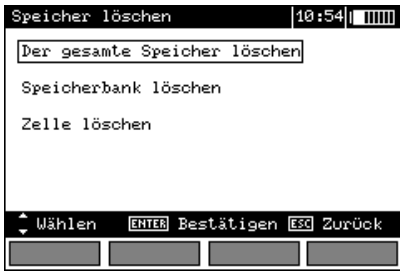 Speicher löschen 10:54
Der gesamte Speicher löschen
Speicherbank löschen
Zelle löschen
Wählen ENTER Bestätigen ESC Zurück